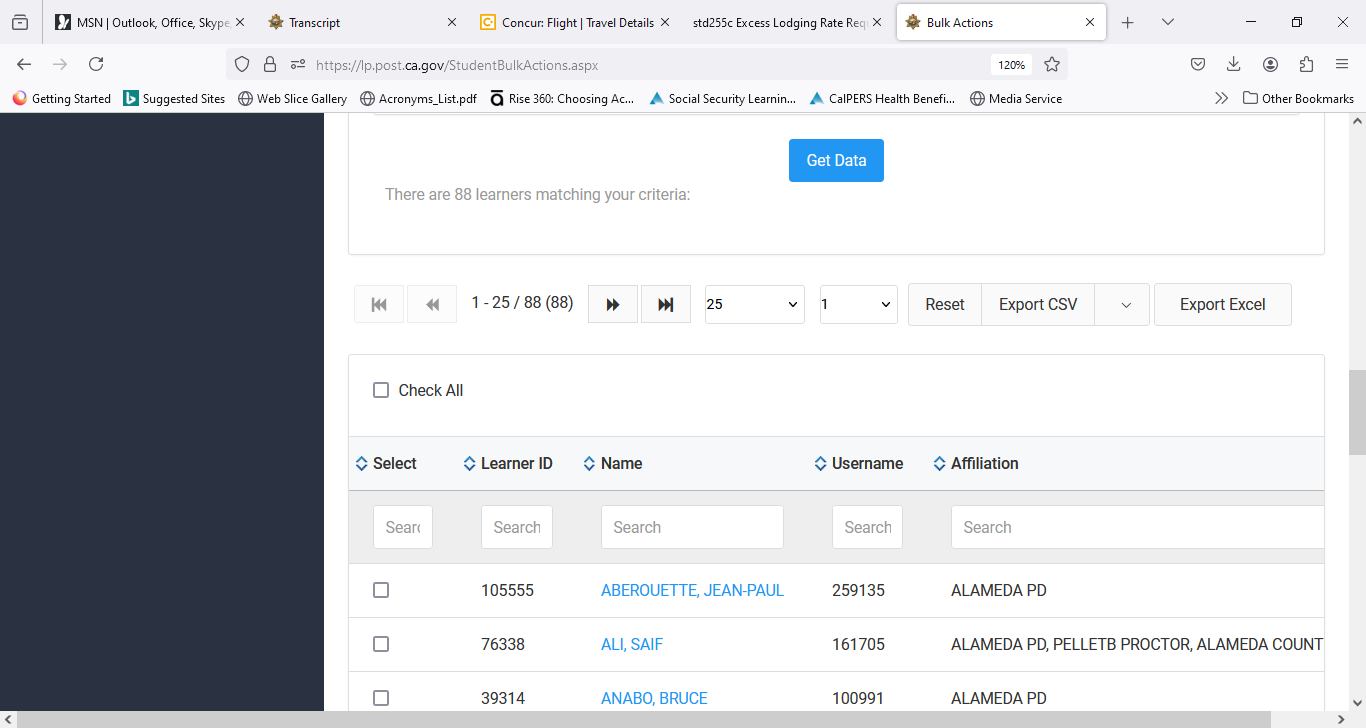 MSN | Outlook, Office, Skype,
Transcript
Concur: Flight | Travel Details
std255c Excess Lodging Rate Req
Bulk Actions
https://lp.post.ca.gov/StudentBulkActions.aspx
120%
Getting Started
Suggested Sites
Web Slice Gallery
Acronyms_List.pdf
Rise 360: Choosing Ac...
Social Security Learnin...
CalPERS Health Benefi...
Media Service
Other Bookmarks
Get Data
There are 88 learners matching your criteria:
1 - 25 / 88 (88)
25
1
Reset
Export CSV
Export Excel
Check All
Select Learner ID Name Username Affiliation
Search Search Search Search Search
105555 ABEROUETTE, JEAN-PAUL 259135 ALAMEDA PD
76338 ALI, SAIF 161705 ALAMEDA PD, PELLETB PROCTOR, ALAMEDA COUNT
39314 ANABO, BRUCE 100991 ALAMEDA PD